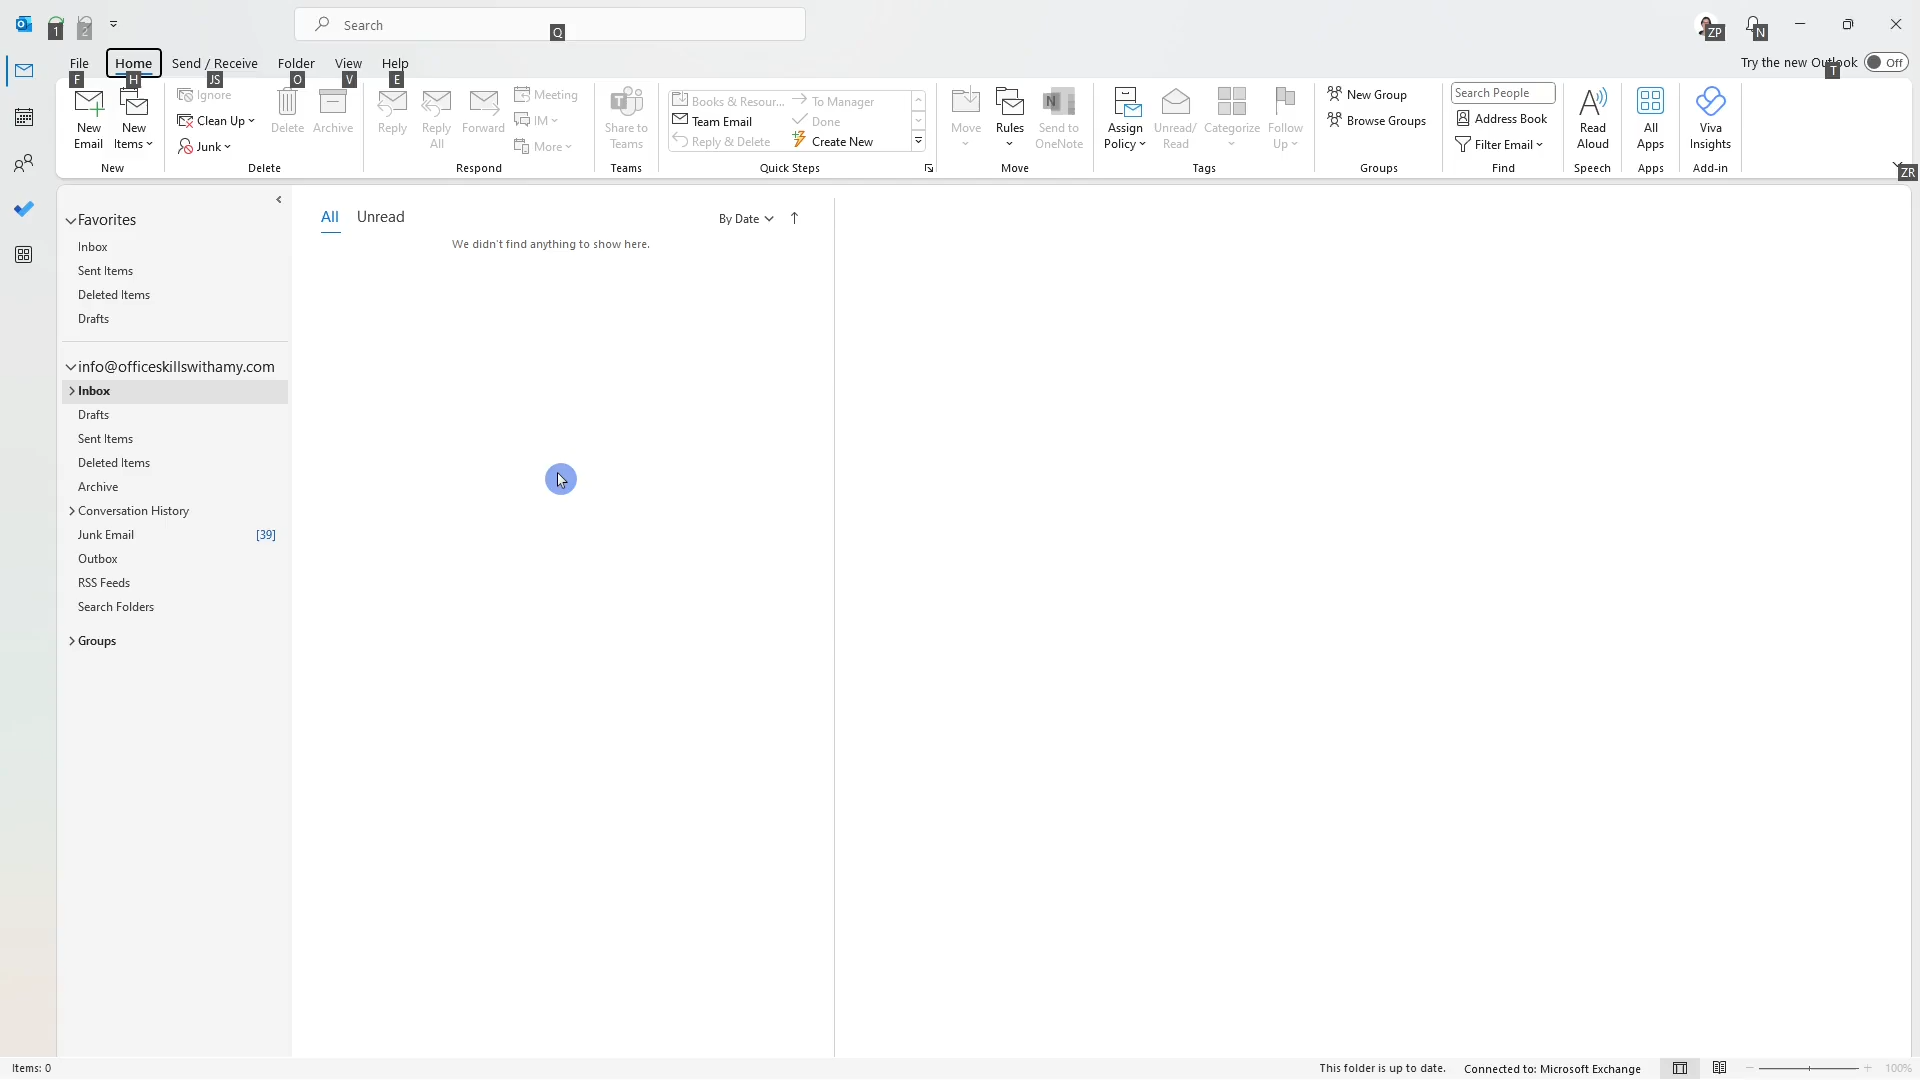 1
2
Search
Q
ZP
N
File
Home
Send / Receive
Folder
View
Help
Try the new Outlook
Off
F
H
JS
O
V
E
T
New
Email
New
Items
New
Ignore
Clean Up
Junk
Delete
Archive
Delete
Reply
Reply
All
Forward
Meeting
IM
More
Respond
Share to
Teams
Teams
Books & Resour...
Team Email
Reply & Delete
To Manager
Done
Create New
Quick Steps
Move
Rules
Send to
OneNote
Move
Assign
Policy
Unread/
Read
Categorize
Follow
Up
Tags
New Group
Browse Groups
Groups
Search People
Address Book
Filter Email
Find
Read
Aloud
Speech
All
Apps
Apps
Viva
Insights
Add-in
ZR
Favorites
Inbox
Sent Items
Deleted Items
Drafts
info@officeskillswithamy.com
Inbox
Drafts
Sent Items
Deleted Items
Archive
Conversation History
Junk Email [39]
Outbox
RSS Feeds
Search Folders
Groups
All
Unread
By Date
We didn't find anything to show here.
Items: 0
This folder is up to date.
Connected to: Microsoft Exchange
100%